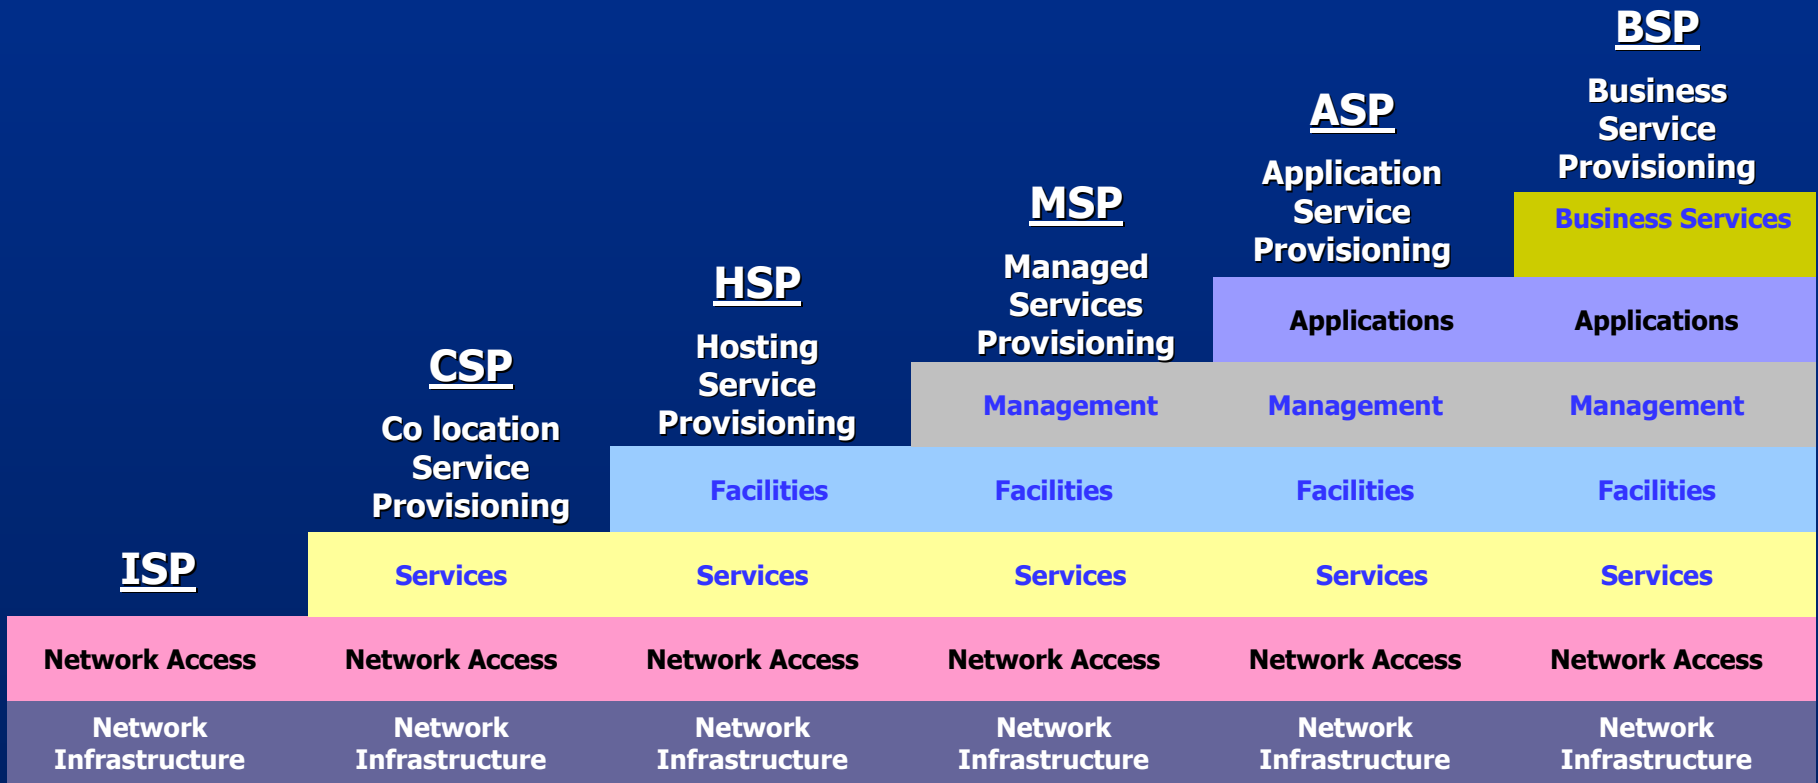 BSP
Business
Service
Provisioning
ASP
Application
Service
Provisioning
Business Services
MSP
Managed
Services
Provisioning
HSP
Hosting
Service
Provisioning
Applications Applications
CSP
Co location
Service
Provisioning
Management Management Management
Facilities Facilities Facilities Facilities
ISP
Services Services Services Services Services
Network Access Network Access Network Access Network Access Network Access Network Access
Network Network Network Network Network Network
Infrastructure Infrastructure Infrastructure Infrastructure Infrastructure Infrastructure